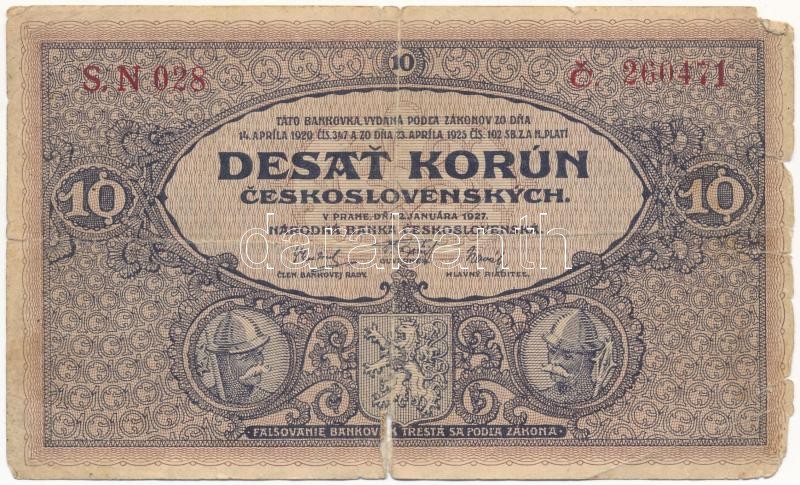 S. N 028
10
Č. 260471
TÁTO BANKOVKA, VYDANÁ PODĽA ZÁKONOV ZO DŇA
14. APRÍLA 1920 ČÍS. 347 A ZO DŇA 23. APRÍLA 1925 ČÍS. 102 SB. Z. A N., PLATÍ
DESAŤ KORÚN
ČESKOSLOVENSKÝCH.
10
10
V PRAHE, DŇA 2. JANUÁRA 1927.
NÁRODNÁ BANKA ČESKOSLOVENSKÁ.
darabanth
GUVERNÉR
ČLEN BANKOVEJ RADY.
HLAVNÝ RIADITEĽ.
FALŠOVANIE BANKOVIEK TRESTÁ SA PODĽA ZÁKONA